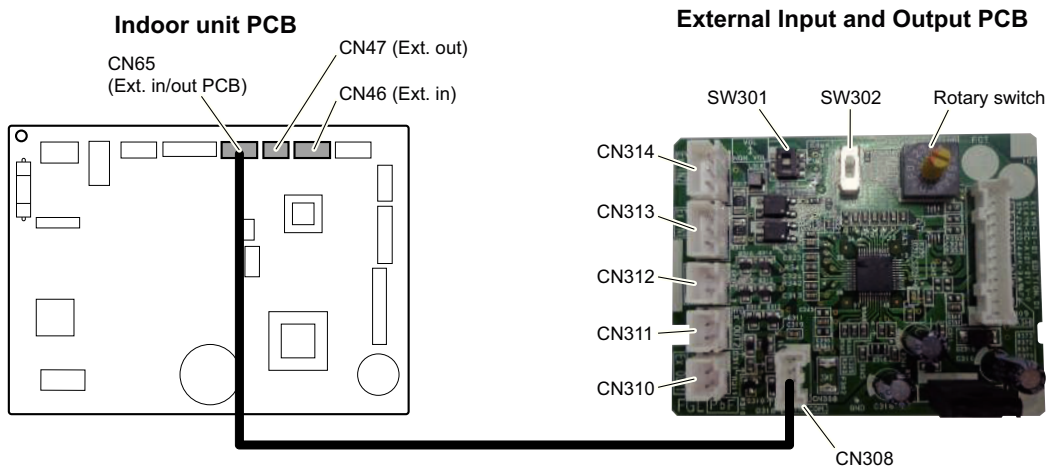 Indoor unit PCB
External Input and Output PCB
CN47 (Ext. out)
CN65
(Ext. in/out PCB)
CN46 (Ext. in)
SW301
SW302
Rotary switch
CN314
CN313
CN312
CN311
CN310
CN308